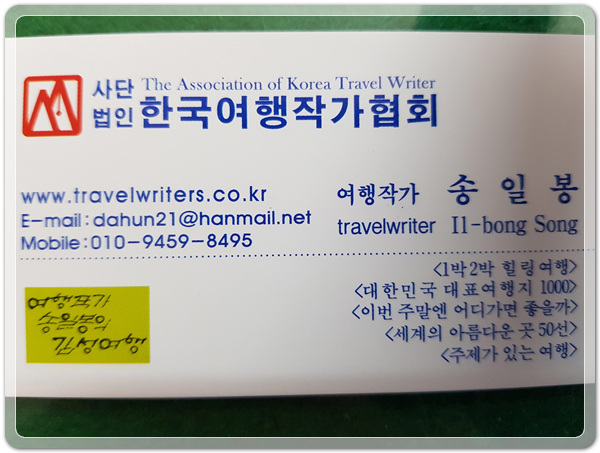 사단 The Association of Korea Travel Writer
법인 한국여행작가협회
www.travelwriters.co.kr
E-mail:dahun21@hanmail.net
Mobile:010-9459-8495
여행작가 송 일 봉
travelwriter Il-bong Song
<1박2박 힐링여행>
<대한민국 대표여행지 1000>
<이번 주말엔 어디가면 좋을까>
<세계의 아름다운 곳 50선>
<주제가 있는 여행>
여행작가
송일봉의
감성여행